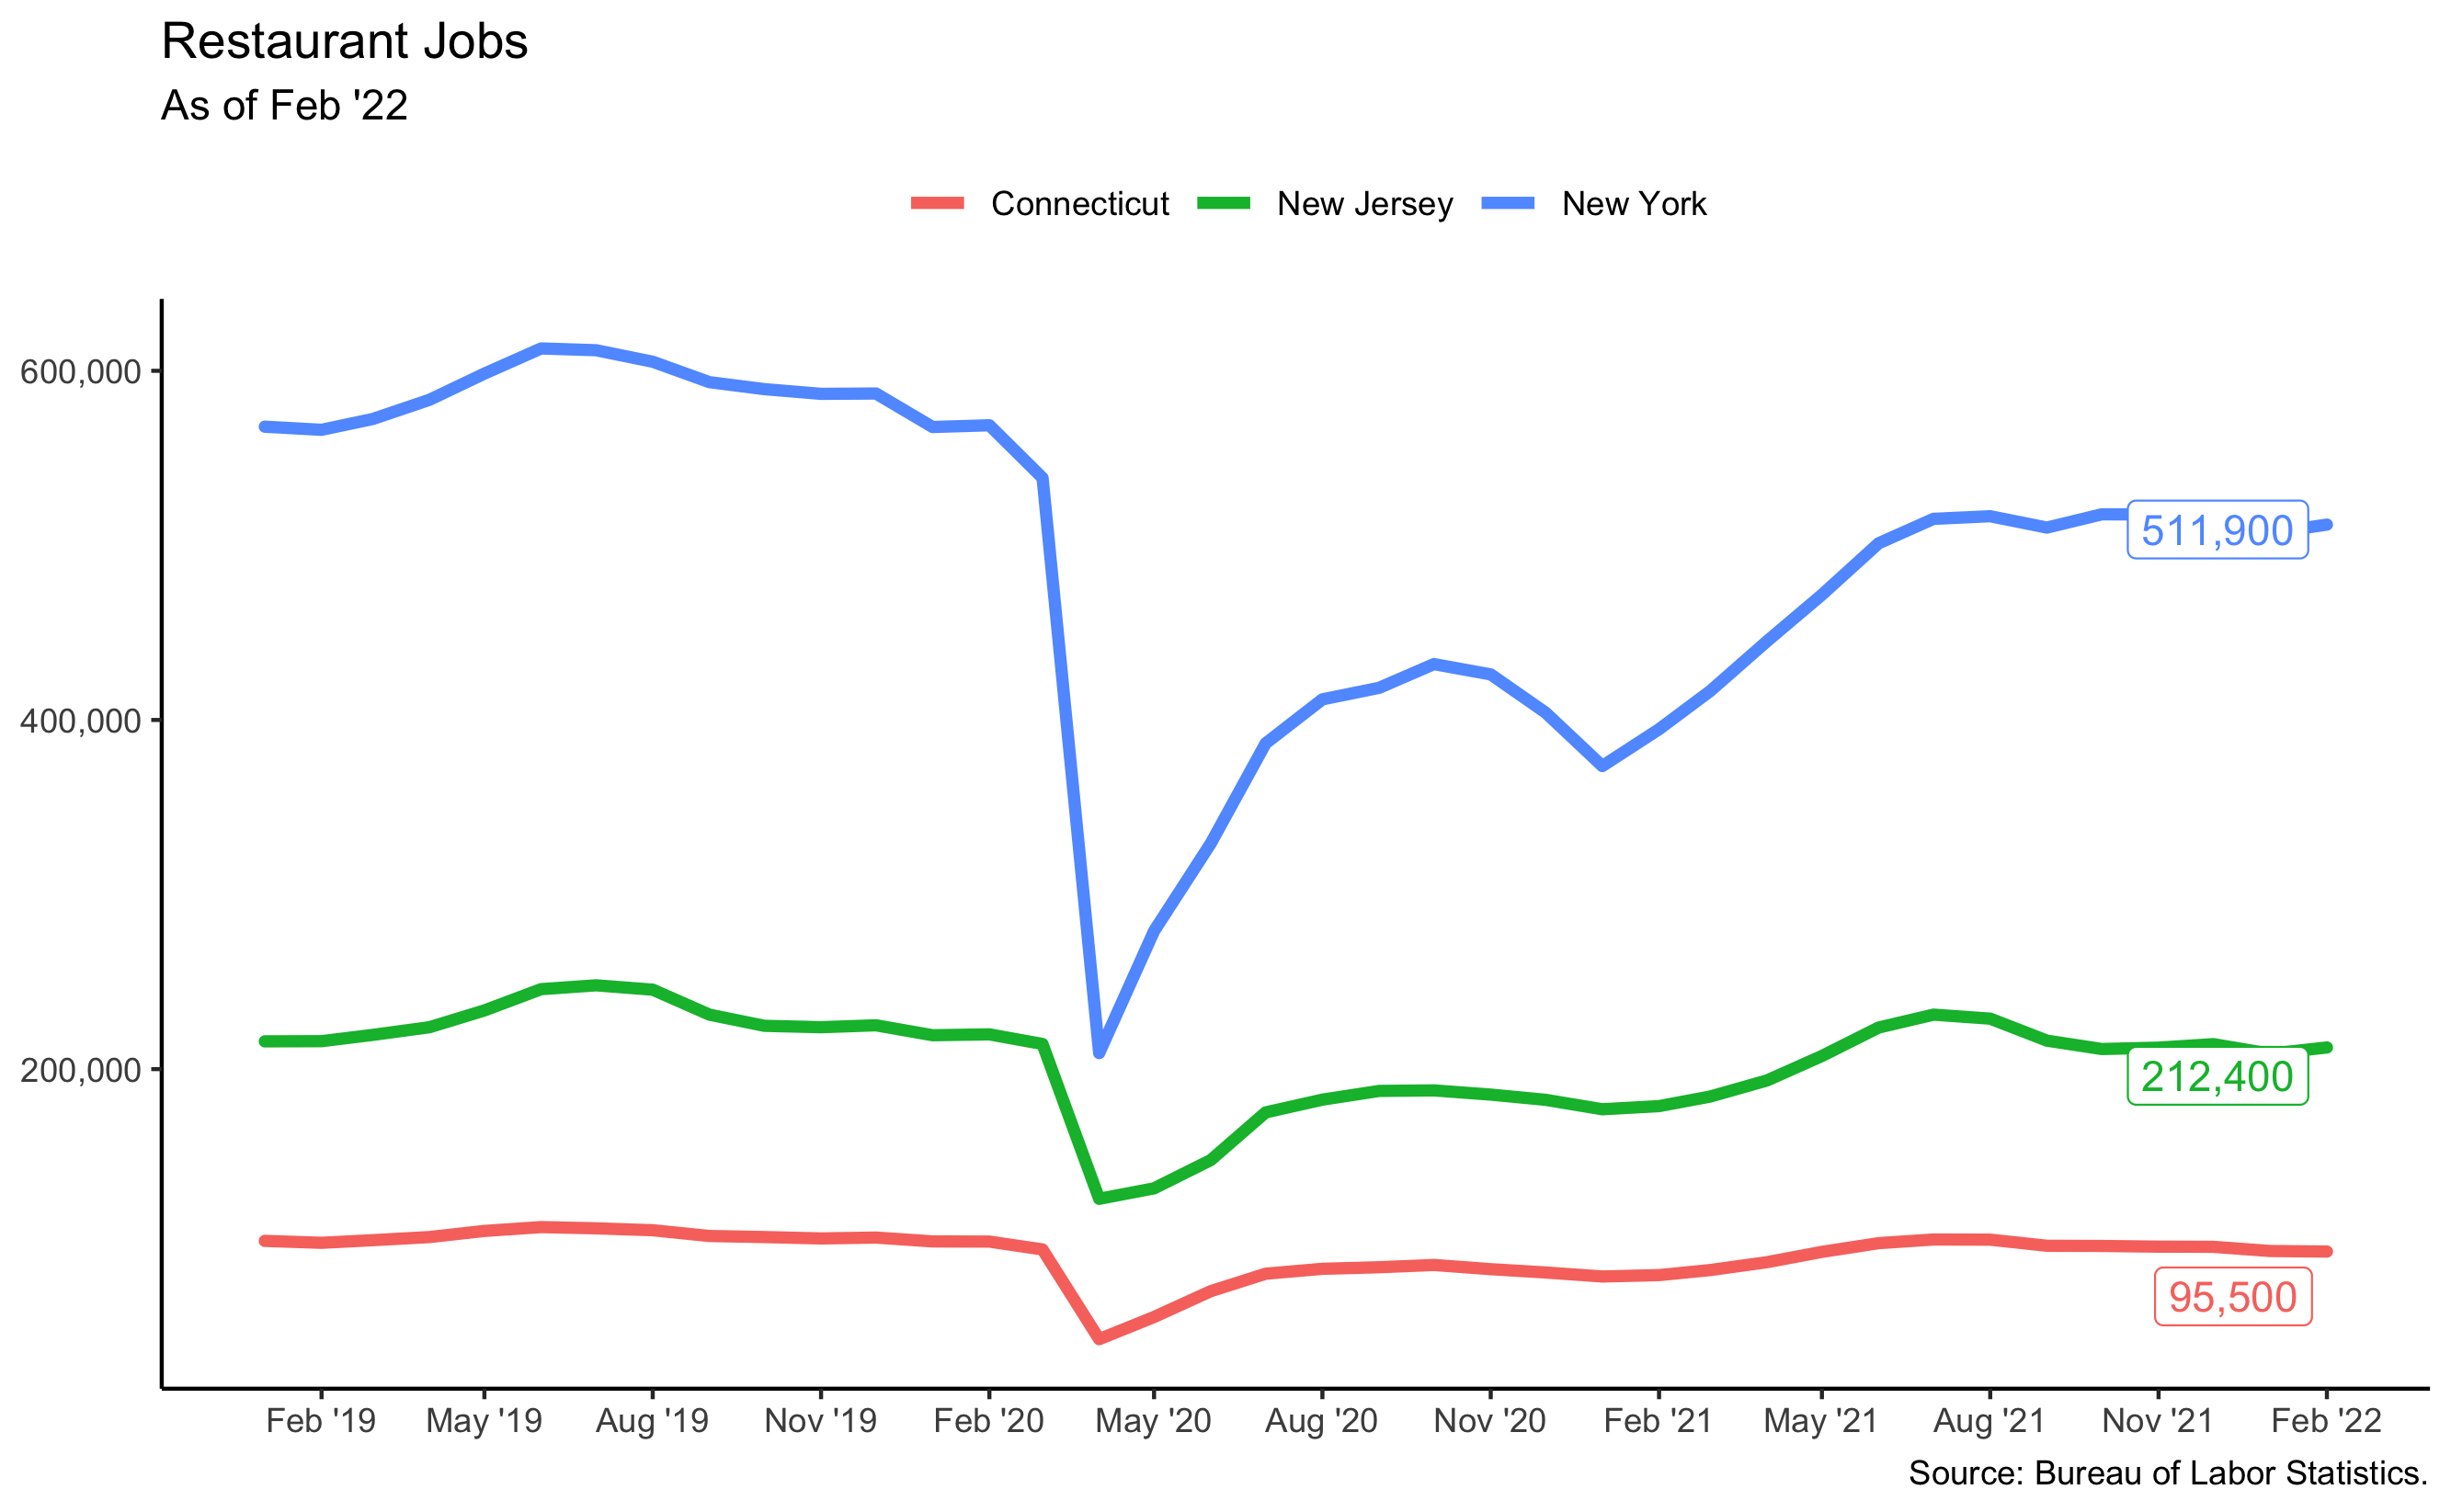 Restaurant Jobs
As of Feb '22
Connecticut New Jersey New York
600,000
400,000
200,000
511,900
212,400
95,500
Feb '19 May '19 Aug '19 Nov '19 Feb '20 May '20 Aug '20 Nov '20 Feb '21 May '21 Aug '21 Nov '21 Feb '22
Source: Bureau of Labor Statistics.